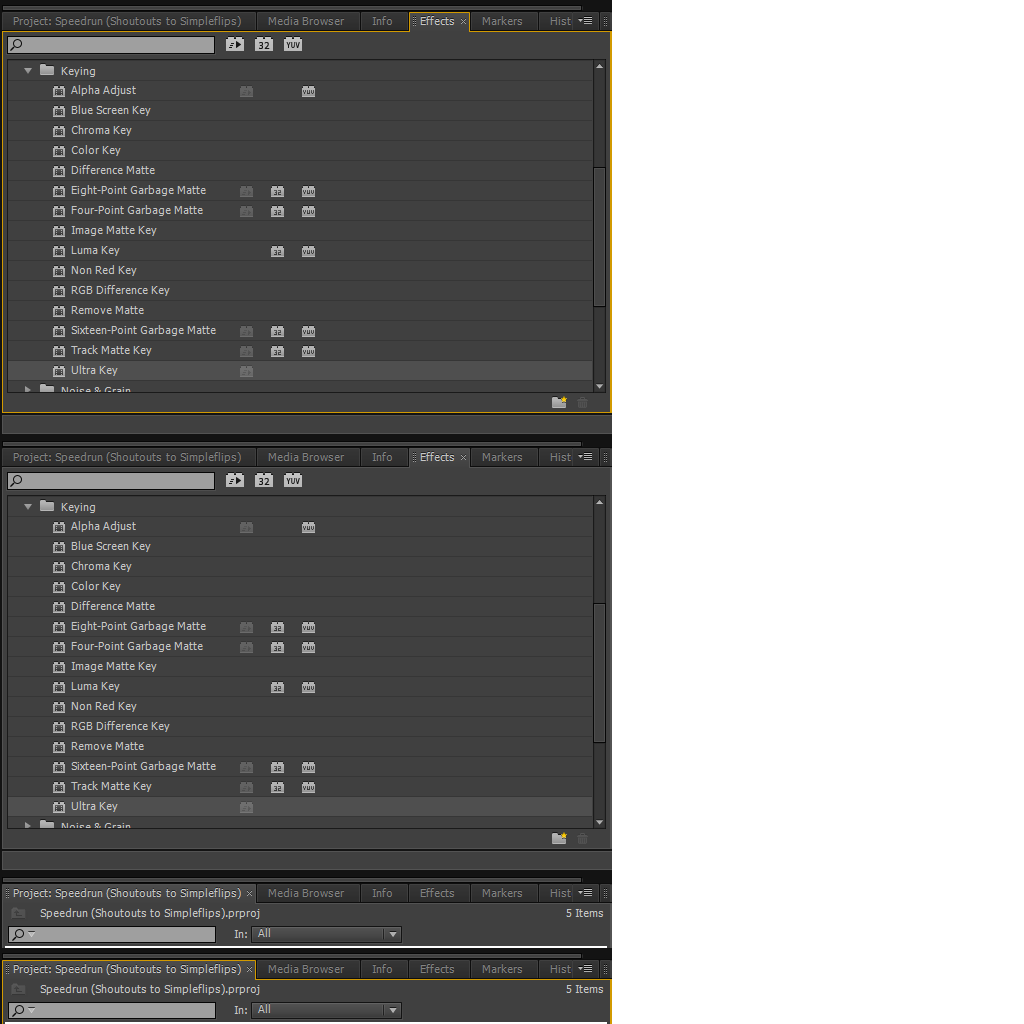 Project: Speedrun (Shoutouts to Simpleflips) Media Browser Info Effects × Markers Hist
32 YUV
Keying
Alpha Adjust YUV
Blue Screen Key
Chroma Key
Color Key
Difference Matte
Eight-Point Garbage Matte 32 YUV
Four-Point Garbage Matte 32 YUV
Image Matte Key
Luma Key 32 YUV
Non Red Key
RGB Difference Key
Remove Matte
Sixteen-Point Garbage Matte 32 YUV
Track Matte Key 32 YUV
Ultra Key
Noise & Grain
Project: Speedrun (Shoutouts to Simpleflips) Media Browser Info Effects × Markers Hist
32 YUV
Keying
Alpha Adjust YUV
Blue Screen Key
Chroma Key
Color Key
Difference Matte
Eight-Point Garbage Matte 32 YUV
Four-Point Garbage Matte 32 YUV
Image Matte Key
Luma Key 32 YUV
Non Red Key
RGB Difference Key
Remove Matte
Sixteen-Point Garbage Matte 32 YUV
Track Matte Key 32 YUV
Ultra Key
Noise & Grain
Project: Speedrun (Shoutouts to Simpleflips) × Media Browser Info Effects Markers Hist
Speedrun (Shoutouts to Simpleflips).prproj 5 Items
In: All
Project: Speedrun (Shoutouts to Simpleflips) × Media Browser Info Effects Markers Hist
Speedrun (Shoutouts to Simpleflips).prproj 5 Items
In: All